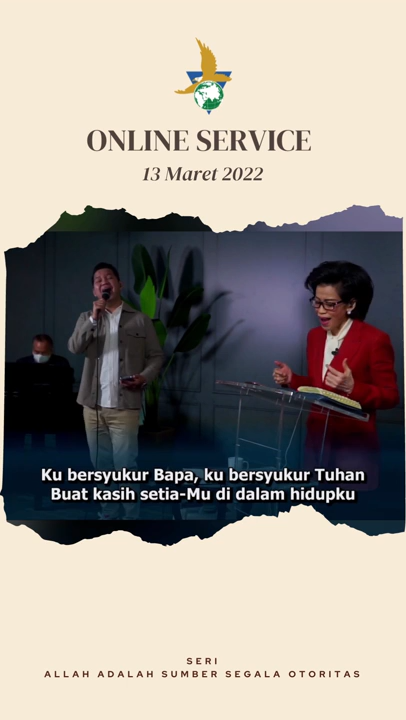 ONLINE SERVICE
13 Maret 2022
Ku bersyukur Bapa, ku bersyukur Tuhan
Buat kasih setia-Mu di dalam hidupku
SERI
ALLAH ADALAH SUMBER SEGALA OTORITAS